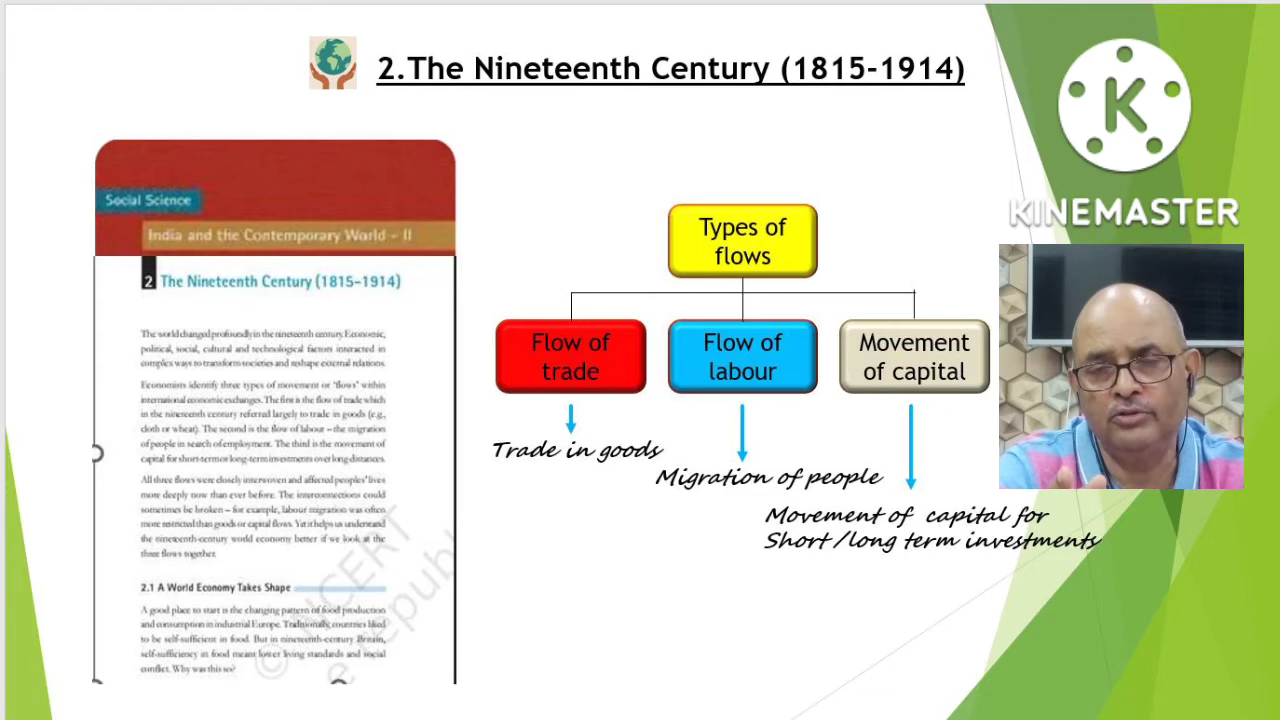 2.The Nineteenth Century (1815-1914)
K
KINEMASTER
Social Science
India and the Contemporary World - II
2 The Nineteenth Century (1815–1914)
The world changed profoundly in the nineteenth century. Economic,
political, social, cultural and technological factors interacted in
complex ways to transform societies and reshape external relations.
Economists identify three types of movement or ‘flows’ within
international economic exchanges. The first is the flow of trade which
in the nineteenth century referred largely to trade in goods (e.g.,
cloth or wheat). The second is the flow of labour – the migration
of people in search of employment. The third is the movement of
capital for short-term or long-term investments over long distances.
All three flows were closely interwoven and affected peoples’ lives
more deeply now than ever before. The interconnections could
sometimes be broken – for example, labour migration was often
more restricted than goods or capital flows. Yet it helps us understand
the nineteenth-century world economy better if we look at the
three flows together.
2.1 A World Economy Takes Shape
A good place to start is the changing pattern of food production
and consumption in industrial Europe. Traditionally, countries liked
to be self-sufficient in food. But in nineteenth-century Britain,
self-sufficiency in food meant lower living standards and social
conflict. Why was this so?
© NCERT
e republ
Types of
flows
Flow of
trade
Flow of
labour
Movement
of capital
Trade in goods
Migration of people
Movement of capital for
Short /long term investments